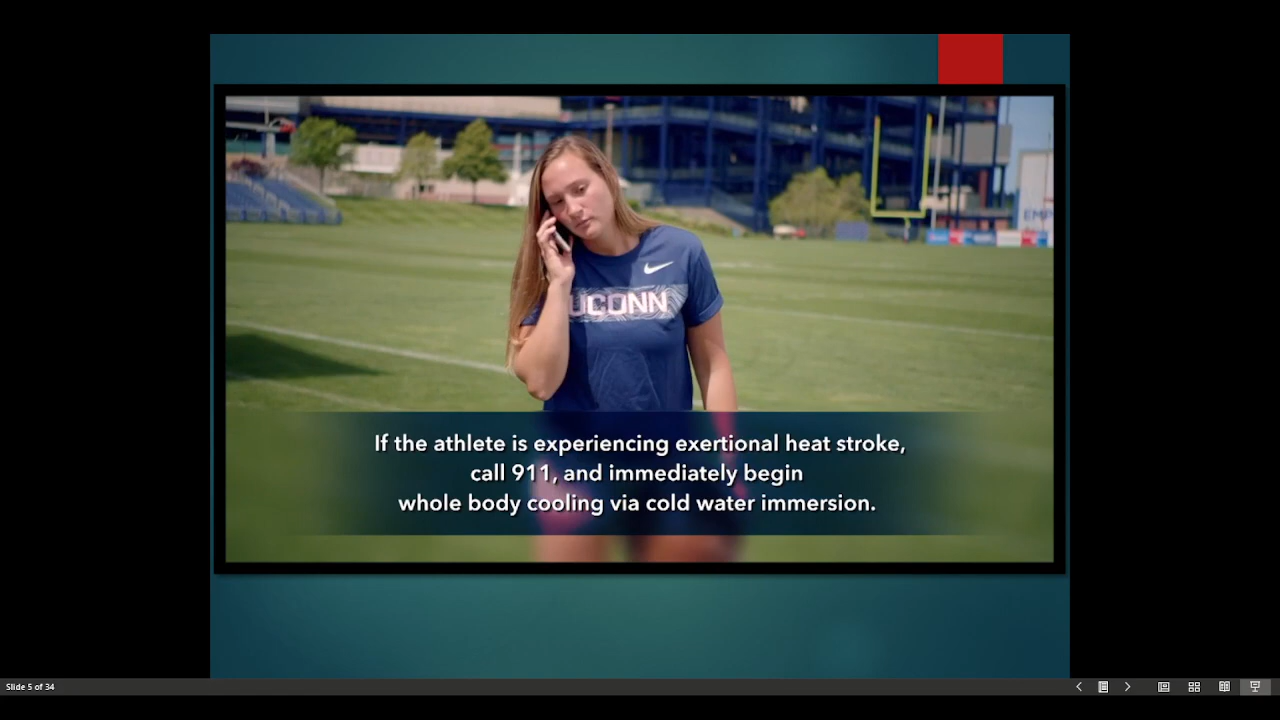 EMP
UCONN
If the athlete is experiencing exertional heat stroke,
call 911, and immediately begin
whole body cooling via cold water immersion.
Slide 5 of 34